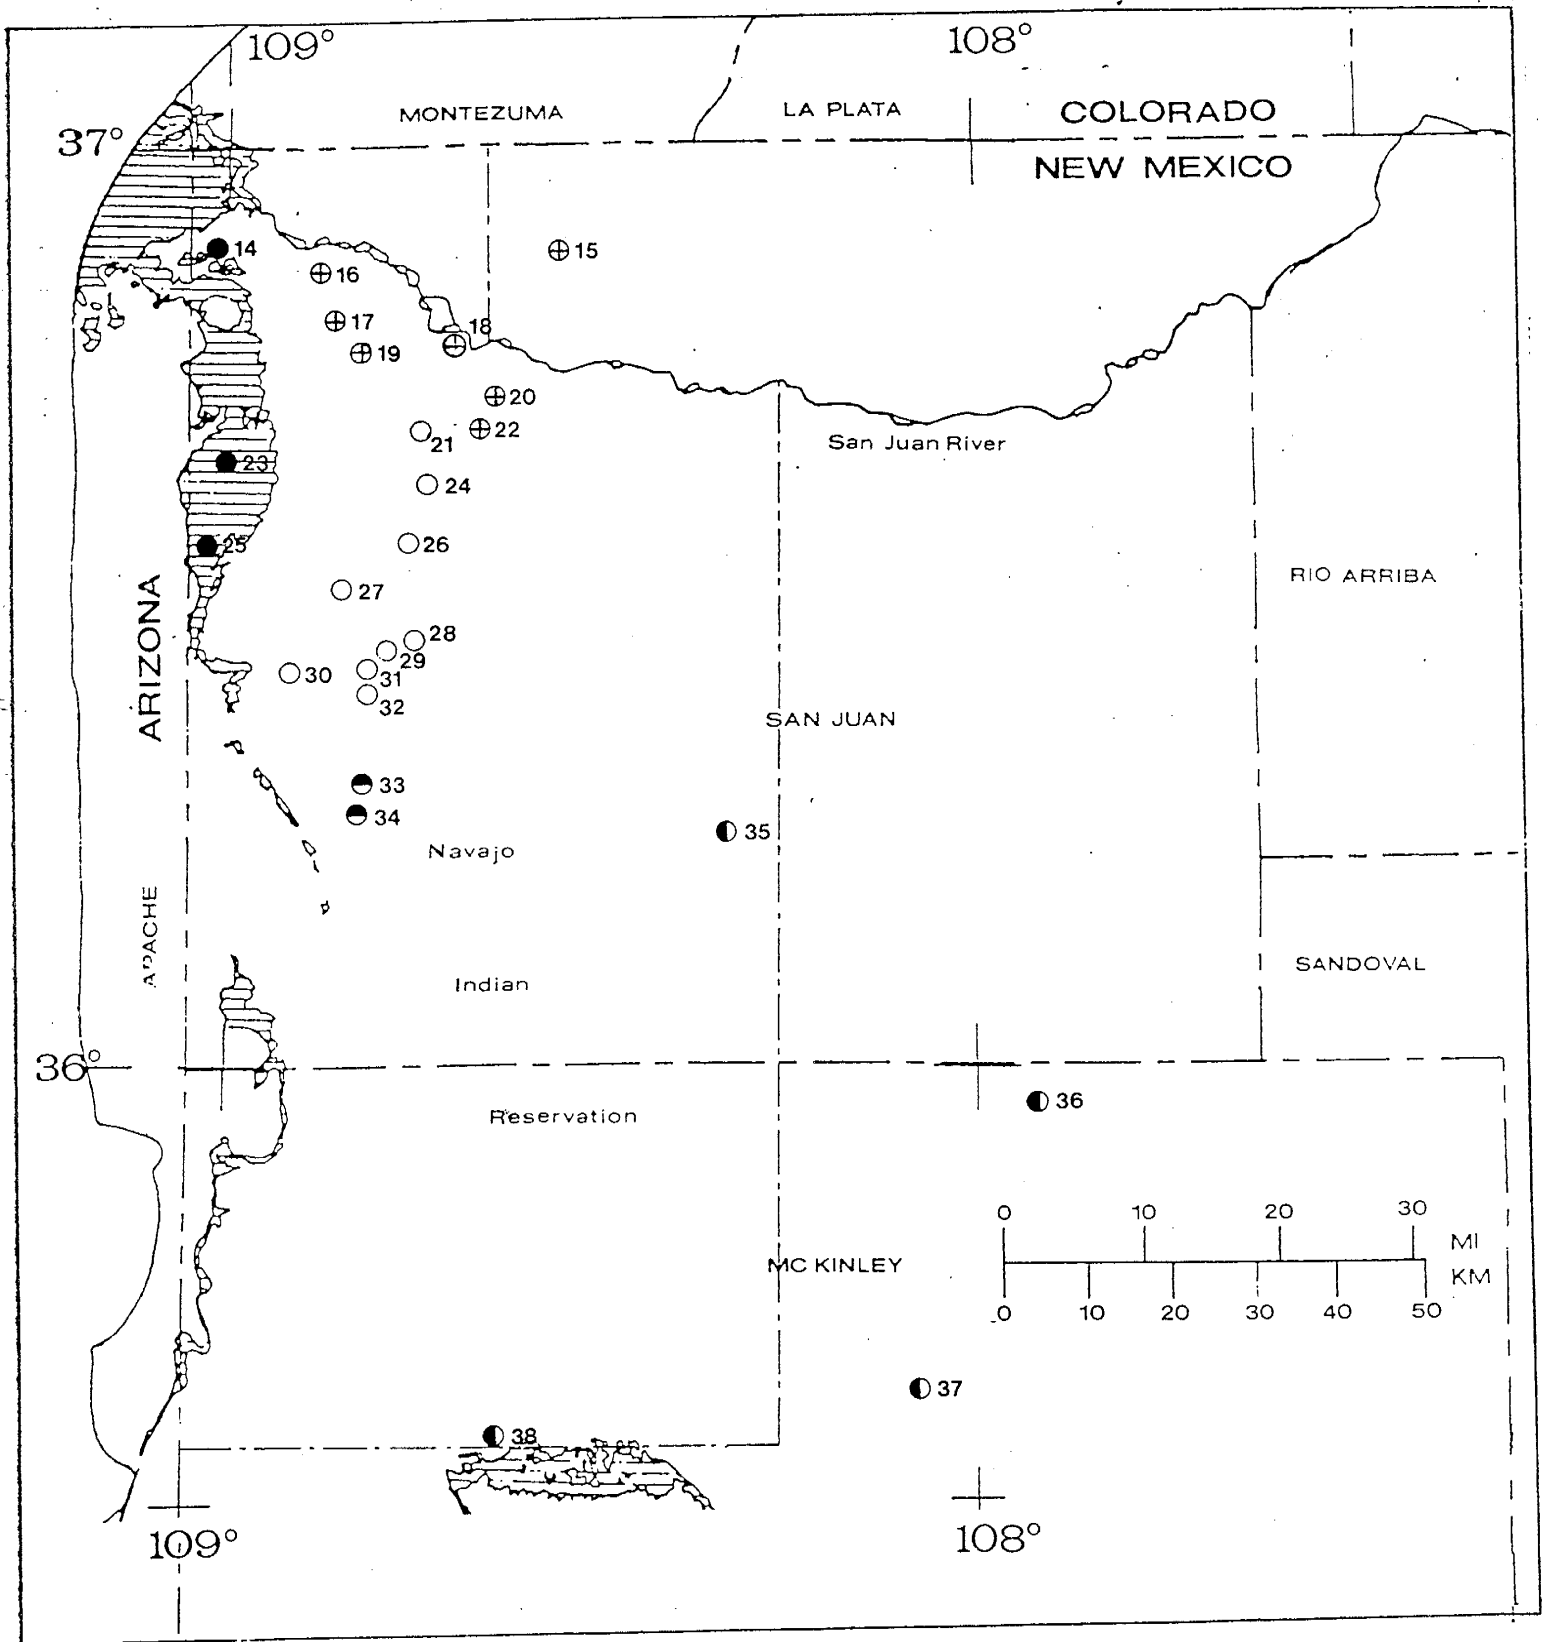 109°
108°
MONTEZUMA
LA PLATA
COLORADO
37°
NEW MEXICO
14
15
16
17
18
19
20
21
22
San Juan River
23
24
25
26
RIO ARRIBA
27
ARIZONA
28
29
30
31
32
SAN JUAN
33
34
35
Navajo
APACHE
SANDOVAL
Indian
36°
Reservation
36
0 10 20 30
MI
MC KINLEY
KM
0 10 20 30 40 50
37
38
109°
108°